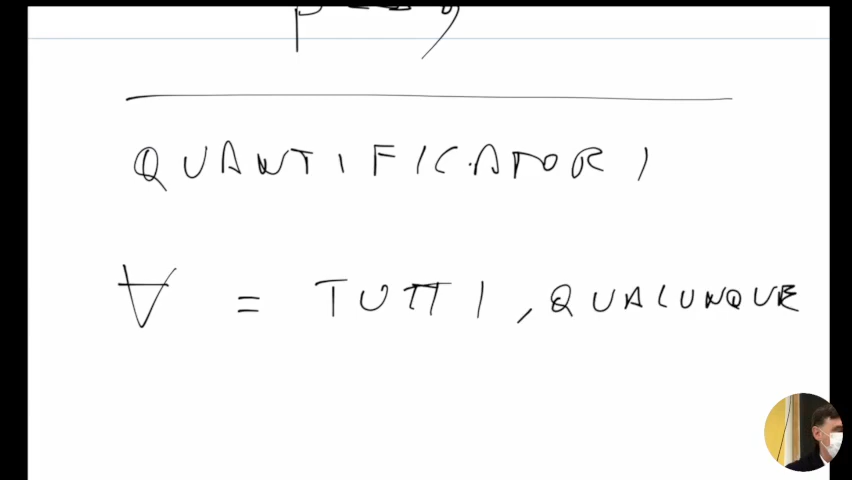 QUANTIFICATORI
∀ = TUTTI, QUALUNQUE